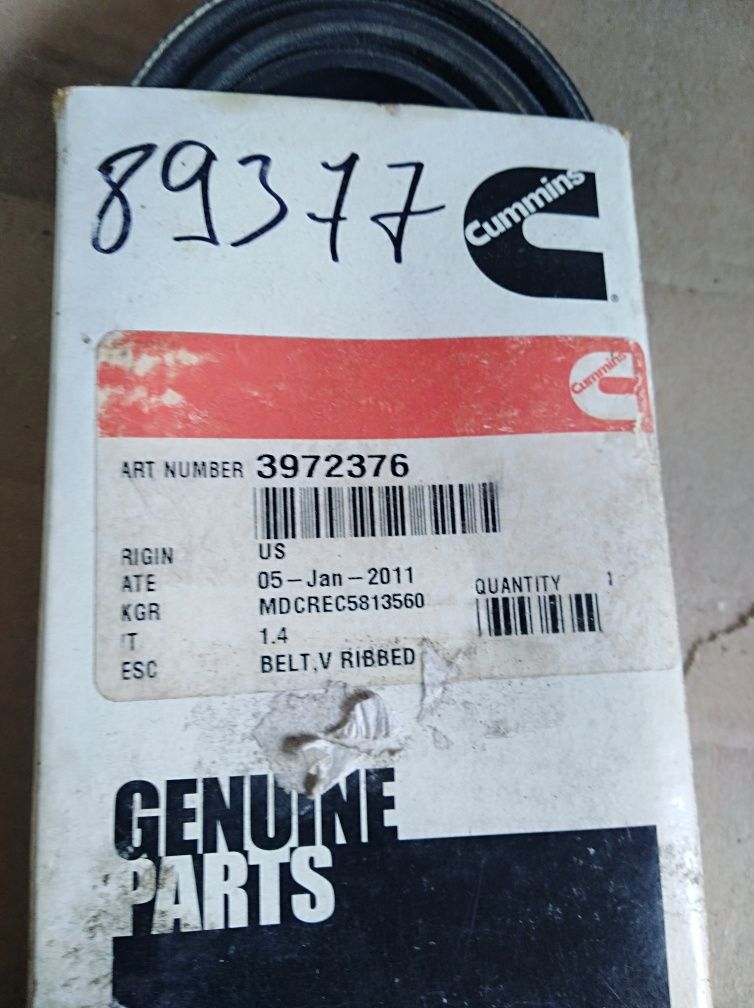 89377
Cummins
Cummins
ART NUMBER 3972376
RIGIN US
ATE 05-Jan-2011
KGR MDCREC5813560
QUANTITY 1
T 1.4
ESC BELT,V RIBBED
GENUINE
PARTS